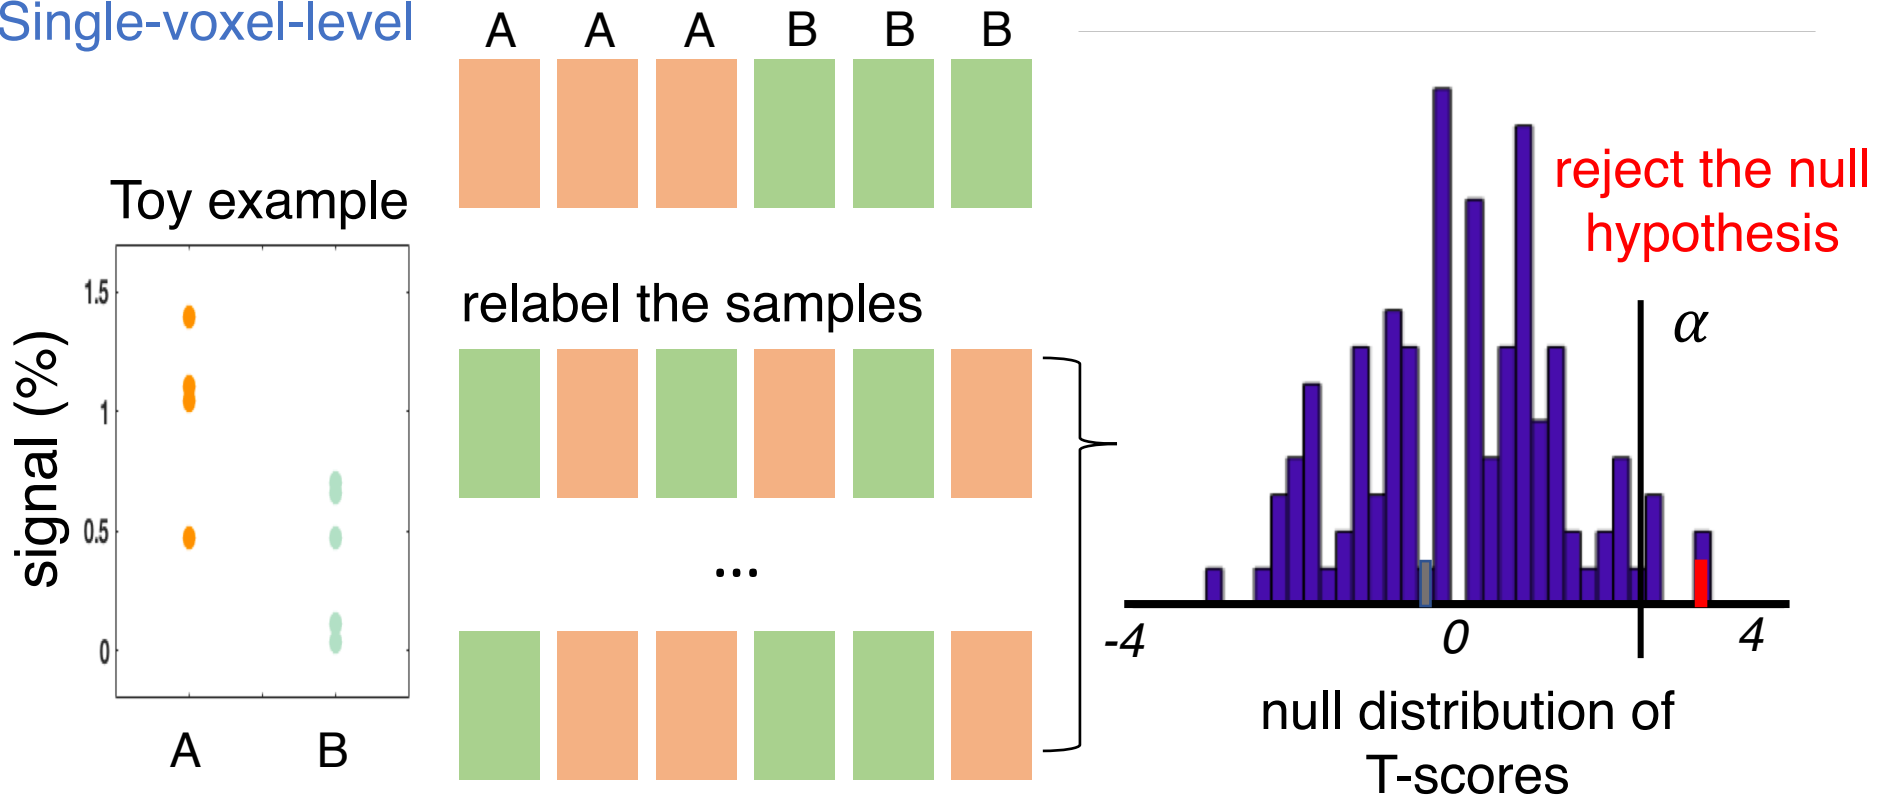 Single-voxel-level
A A A B B B
Toy example
signal (%)
1.5
1
0.5
0
A B
relabel the samples
...
reject the null
hypothesis
α
-4 0 4
null distribution of
T-scores